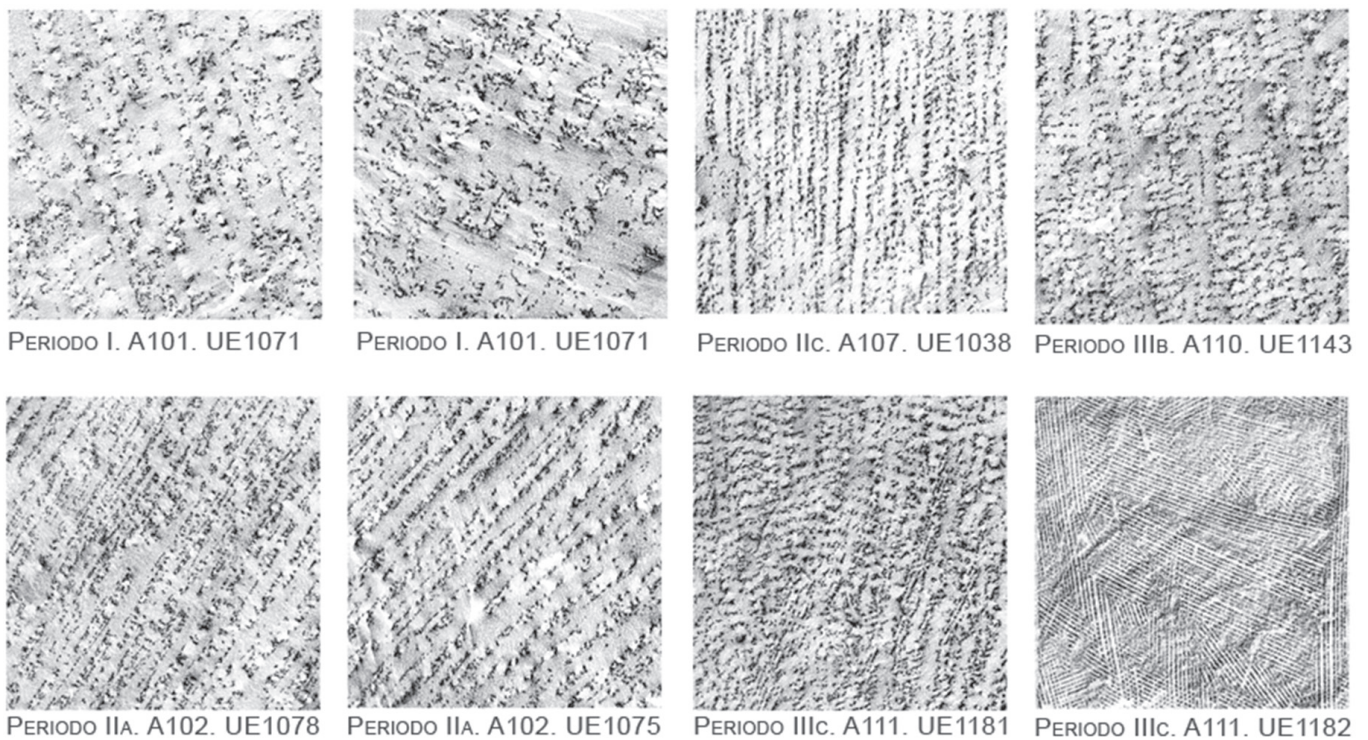 Periodo I. A101. UE1071
Periodo I. A101. UE1071
Periodo IIc. A107. UE1038
Periodo IIIb. A110. UE1143
Periodo IIa. A102. UE1078
Periodo IIa. A102. UE1075
Periodo IIIc. A111. UE1181
Periodo IIIc. A111. UE1182